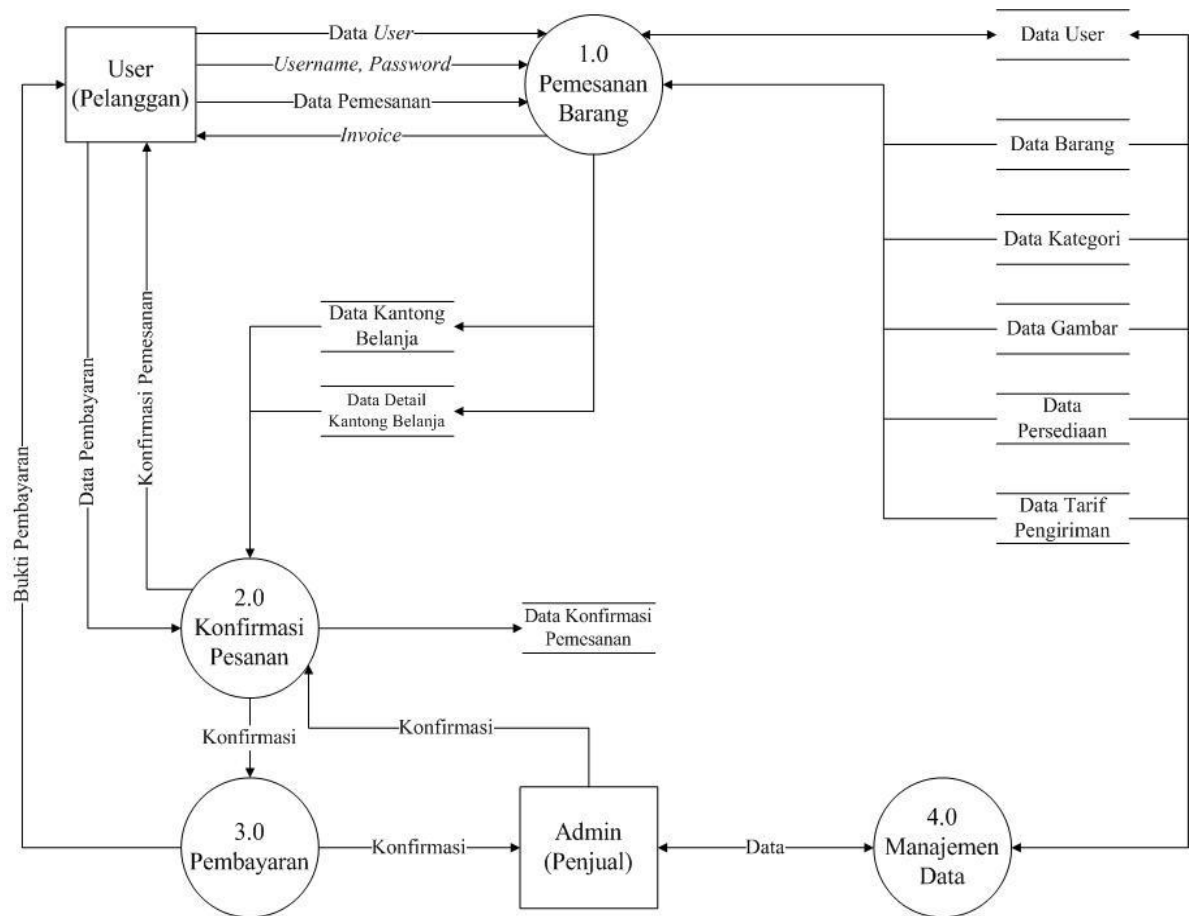 User
(Pelanggan)
Data User
Username, Password
Data Pemesanan
Invoice
1.0
Pemesanan
Barang
Data User
Data Barang
Data Kategori
Data Gambar
Data
Persediaan
Data Tarif
Pengiriman
Data Kantong
Belanja
Data Detail
Kantong Belanja
Bukti Pembayaran
Data Pembayaran
Konfirmasi Pemesanan
2.0
Konfirmasi
Pesanan
Data Konfirmasi
Pemesanan
Konfirmasi
Konfirmasi
3.0
Pembayaran
Konfirmasi
Admin
(Penjual)
Data
4.0
Manajemen
Data